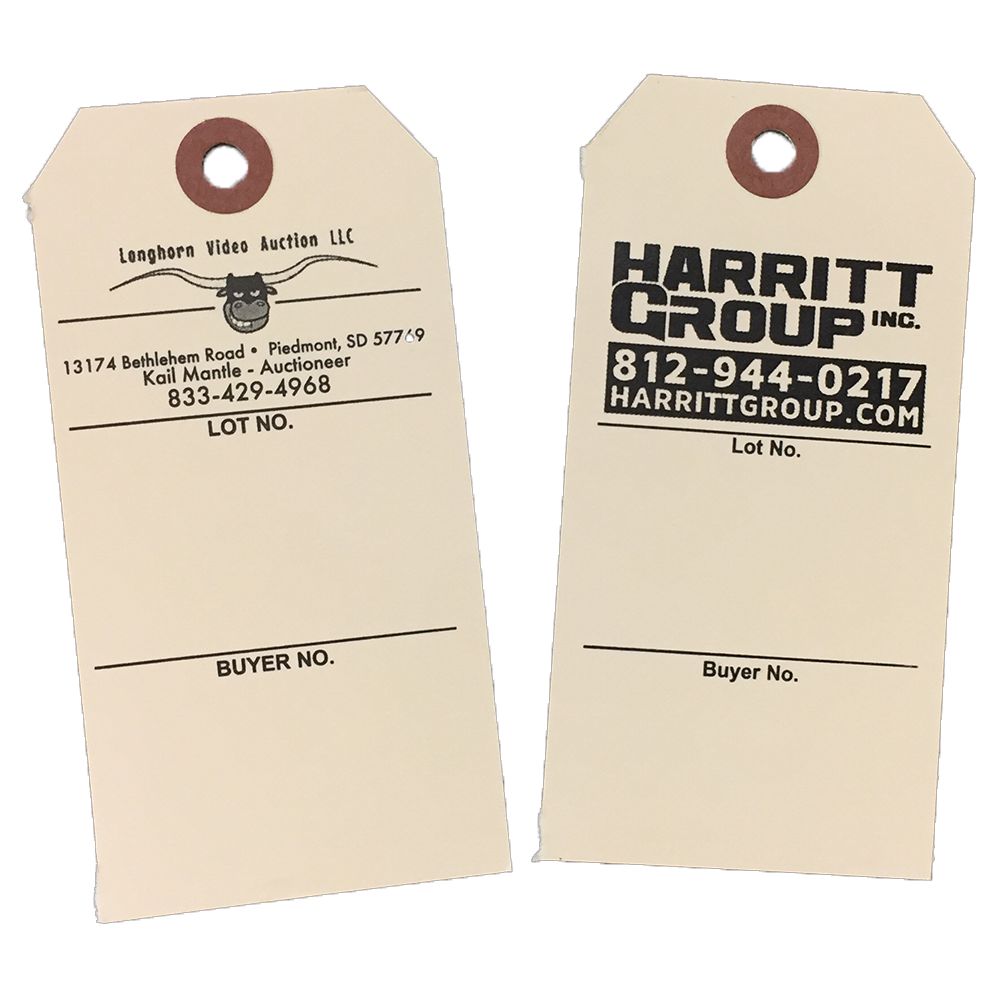 Longhorn Video Auction LLC
13174 Bethlehem Road • Piedmont, SD 57769
Kail Mantle - Auctioneer
833-429-4968
LOT NO.
BUYER NO.
HARRITT
GROUP INC.
812-944-0217
HARRITTGROUP.COM
Lot No.
Buyer No.